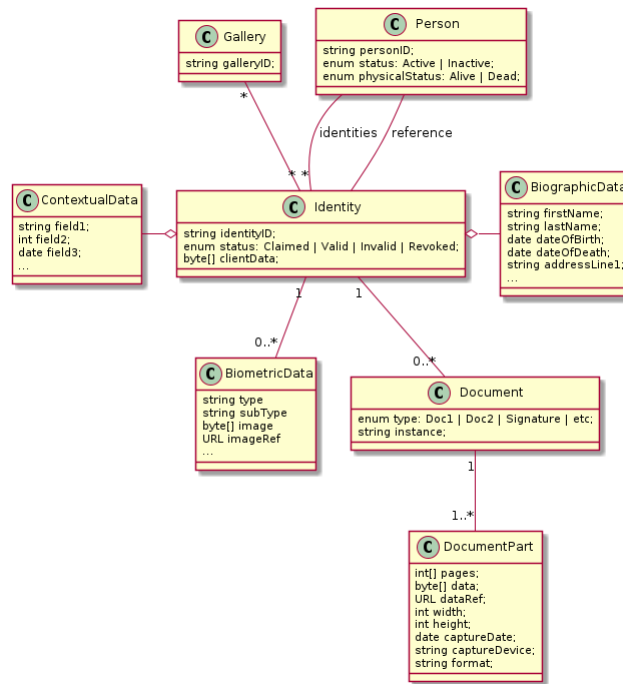 C Gallery
string galleryID;
C Person
string personID;
enum status: Active | Inactive;
enum physicalStatus: Alive | Dead;
*
identities
reference
* *
C ContextualData
string field1;
int field2;
date field3;
...
C Identity
string identityID;
enum status: Claimed | Valid | Invalid | Revoked;
byte[] clientData;
C BiographicData
string firstName;
string lastName;
date dateOfBirth;
date dateOfDeath;
string addressLine1;
...
1
1
0..*
0..*
C BiometricData
string type
string subType
byte[] image
URL imageRef
...
C Document
enum type: Doc1 | Doc2 | Signature | etc;
string instance;
1
1..*
C DocumentPart
int[] pages;
byte[] data;
URL dataRef;
int width;
int height;
date captureDate;
string captureDevice;
string format;